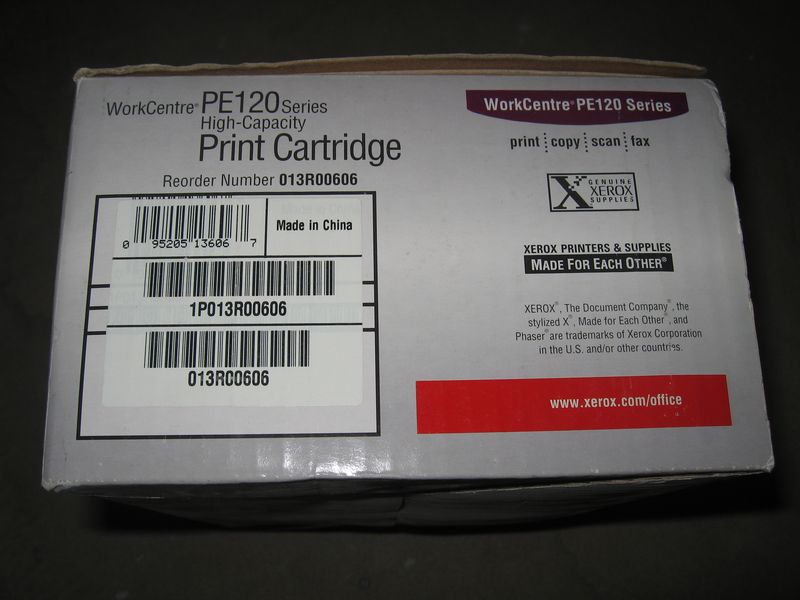 WorkCentre® PE120 Series
High-Capacity
Print Cartridge
Reorder Number 013R00606
0 95205 13606 7
Made in China
1P013R00606
013R00606
WorkCentre® PE120 Series
print copy scan fax
GENUINE
XEROX
SUPPLIES
XEROX PRINTERS & SUPPLIES
MADE FOR EACH OTHER®
XEROX®, The Document Company®, the
stylized X®, Made for Each Other®, and
Phaser® are trademarks of Xerox Corporation
in the U.S. and/or other countries.
www.xerox.com/office